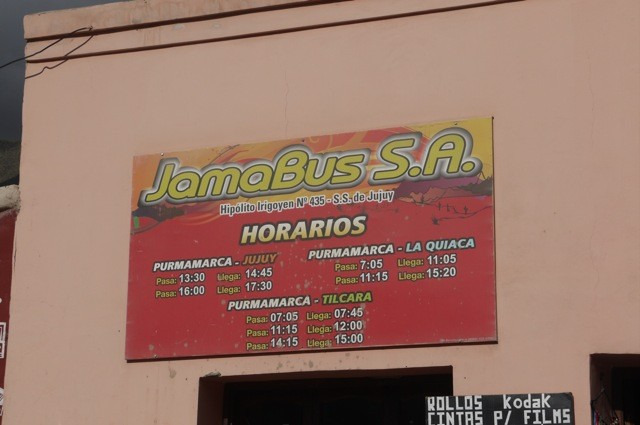 JamaBus S.A.
Hipólito Irigoyen Nº 435 - S.S. de Jujuy
HORARIOS
PURMAMARCA - JUJUY
Pasa: 13:30 Llega: 14:45
Pasa: 16:00 Llega: 17:30
PURMAMARCA - LA QUIACA
Pasa: 7:05 Llega: 11:05
Pasa: 11:15 Llega: 15:20
PURMAMARCA - TILCARA
Pasa: 07:05 Llega: 07:45
Pasa: 11:15 Llega: 12:00
Pasa: 14:15 Llega: 15:00
ROLLOS Kodak
CINTAS P/ FILMS